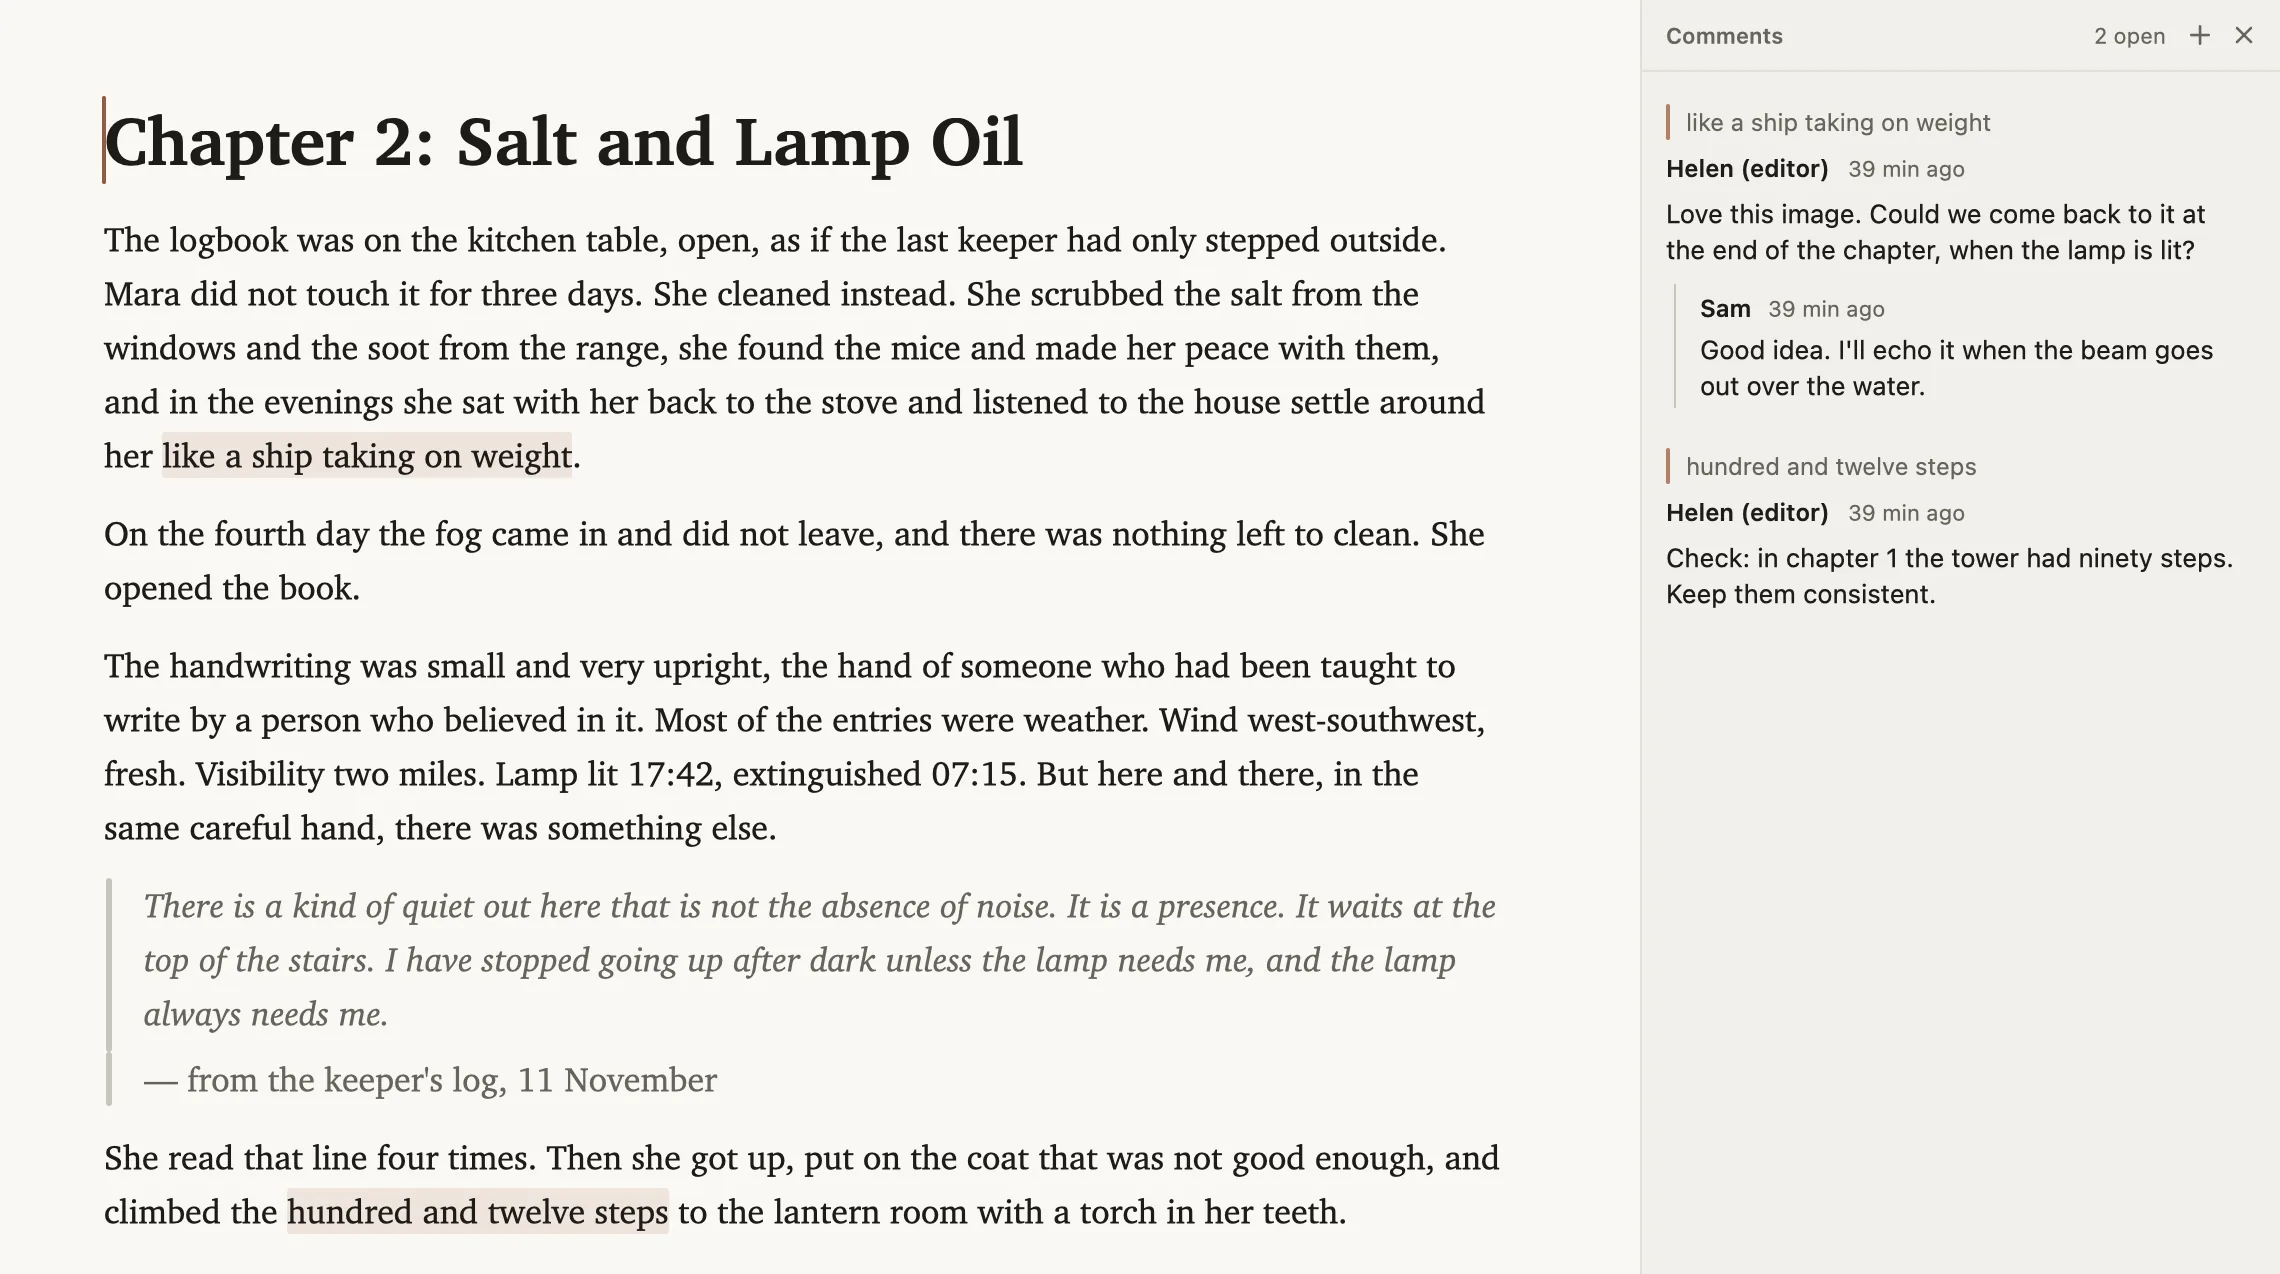 Chapter 2: Salt and Lamp Oil
The logbook was on the kitchen table, open, as if the last keeper had only stepped outside.
Mara did not touch it for three days. She cleaned instead. She scrubbed the salt from the
windows and the soot from the range, she found the mice and made her peace with them,
and in the evenings she sat with her back to the stove and listened to the house settle around
her like a ship taking on weight.
On the fourth day the fog came in and did not leave, and there was nothing left to clean. She
opened the book.
The handwriting was small and very upright, the hand of someone who had been taught to
write by a person who believed in it. Most of the entries were weather. Wind west-southwest,
fresh. Visibility two miles. Lamp lit 17:42, extinguished 07:15. But here and there, in the
same careful hand, there was something else.
There is a kind of quiet out here that is not the absence of noise. It is a presence. It waits at the
top of the stairs. I have stopped going up after dark unless the lamp needs me, and the lamp
always needs me.
— from the keeper's log, 11 November
She read that line four times. Then she got up, put on the coat that was not good enough, and
climbed the hundred and twelve steps to the lantern room with a torch in her teeth.
Comments 2 open
like a ship taking on weight
Helen (editor) 39 min ago
Love this image. Could we come back to it at
the end of the chapter, when the lamp is lit?
Sam 39 min ago
Good idea. I'll echo it when the beam goes
out over the water.
hundred and twelve steps
Helen (editor) 39 min ago
Check: in chapter 1 the tower had ninety steps.
Keep them consistent.